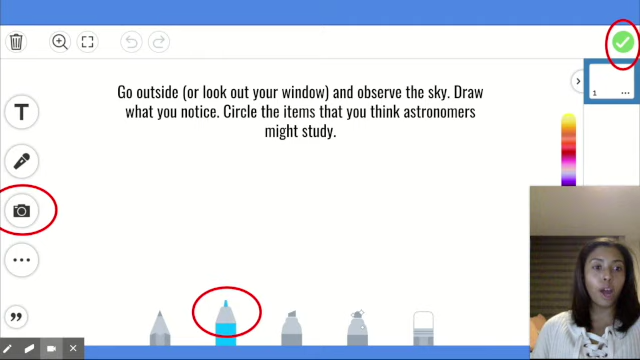 T
Go outside (or look out your window) and observe the sky. Draw
what you notice. Circle the items that you think astronomers
might study.
1